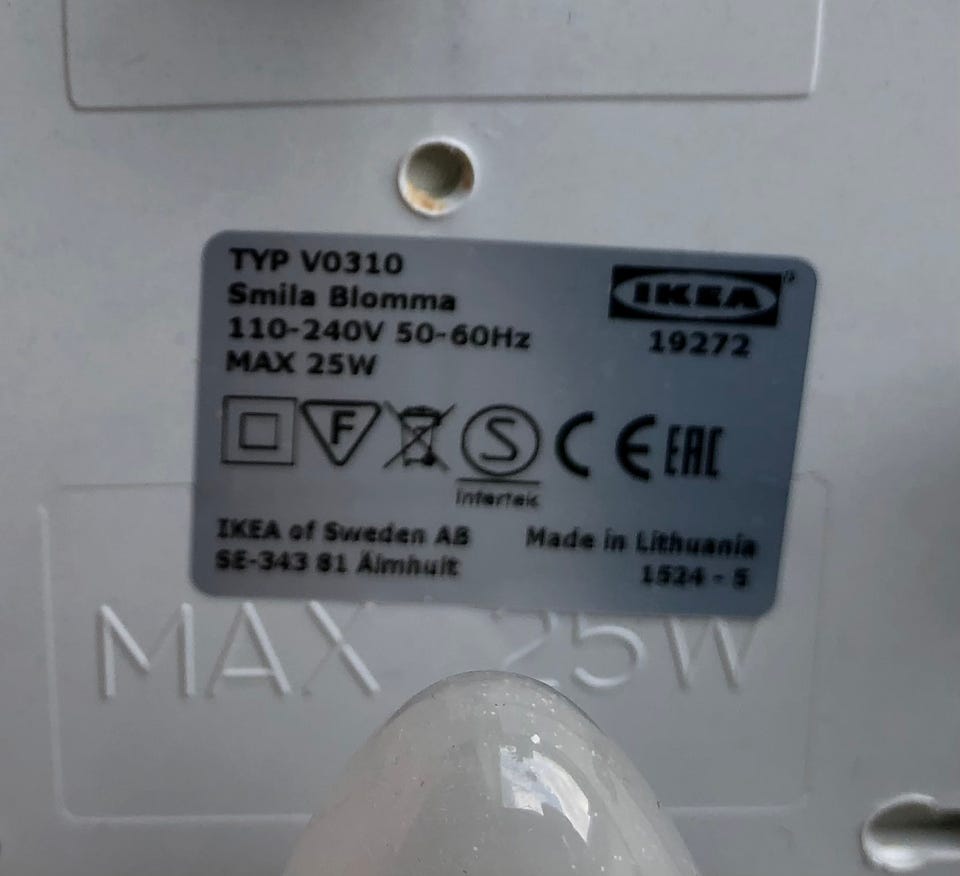 TYP V0310
Smila Blomma
110-240V 50-60Hz
MAX 25W
IKEA
19272
F
S
Intertek
CE
EAC
IKEA of Sweden AB
SE-343 81 Älmhult
Made in Lithuania
1524 - 5
MAX 25W